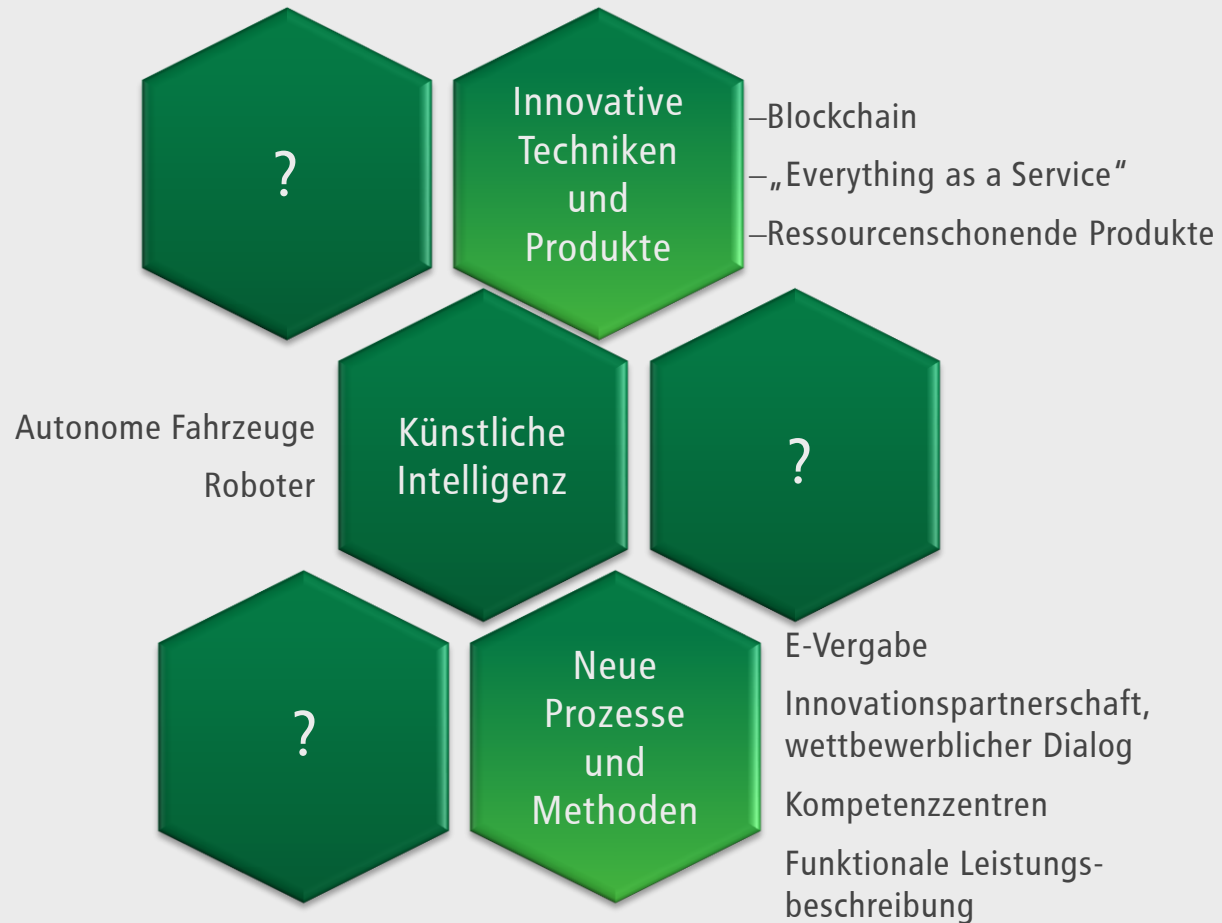 ?
Innovative
Techniken
und
Produkte
–Blockchain
–„Everything as a Service“
–Ressourcenschonende Produkte
Autonome Fahrzeuge
Roboter
Künstliche
Intelligenz
?
?
Neue
Prozesse
und
Methoden
E-Vergabe
Innovationspartnerschaft,
wettbewerblicher Dialog
Kompetenzzentren
Funktionale Leistungs-
beschreibung